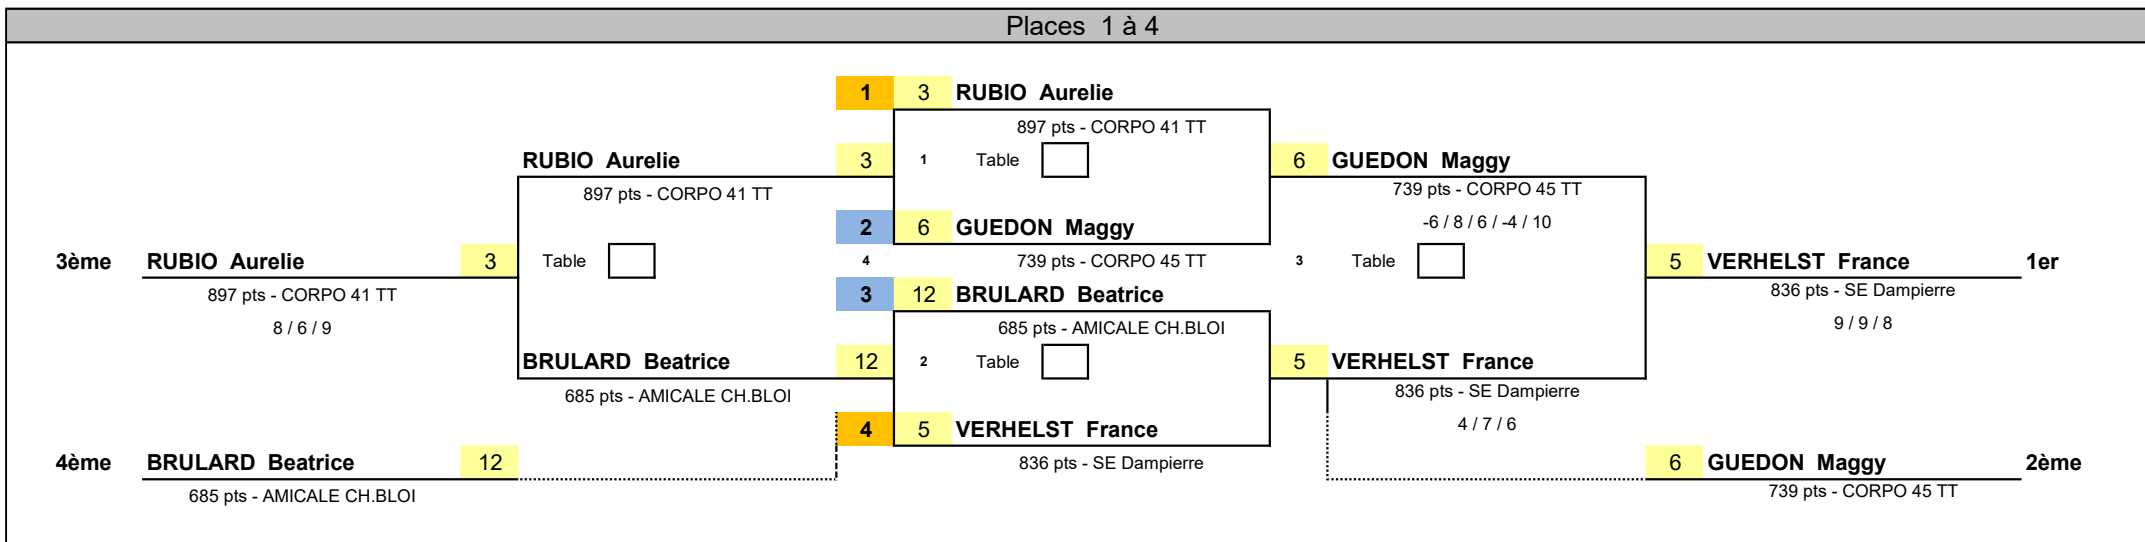 Places 1 à 4
1 3 RUBIO Aurelie
897 pts - CORPO 41 TT
RUBIO Aurelie 3 1 Table 6 GUEDON Maggy
897 pts - CORPO 41 TT 739 pts - CORPO 45 TT
2 6 GUEDON Maggy -6 / 8 / 6 / -4 / 10
3ème RUBIO Aurelie 3 Table 4 739 pts - CORPO 45 TT 3 Table 5 VERHELST France 1er
897 pts - CORPO 41 TT 3 12 BRULARD Beatrice 836 pts - SE Dampierre
8 / 6 / 9 685 pts - AMICALE CH.BLOI 9 / 9 / 8
BRULARD Beatrice 12 2 Table 5 VERHELST France
685 pts - AMICALE CH.BLOI 836 pts - SE Dampierre
4 5 VERHELST France 4 / 7 / 6
4ème BRULARD Beatrice 12 836 pts - SE Dampierre 6 GUEDON Maggy 2ème
685 pts - AMICALE CH.BLOI 739 pts - CORPO 45 TT